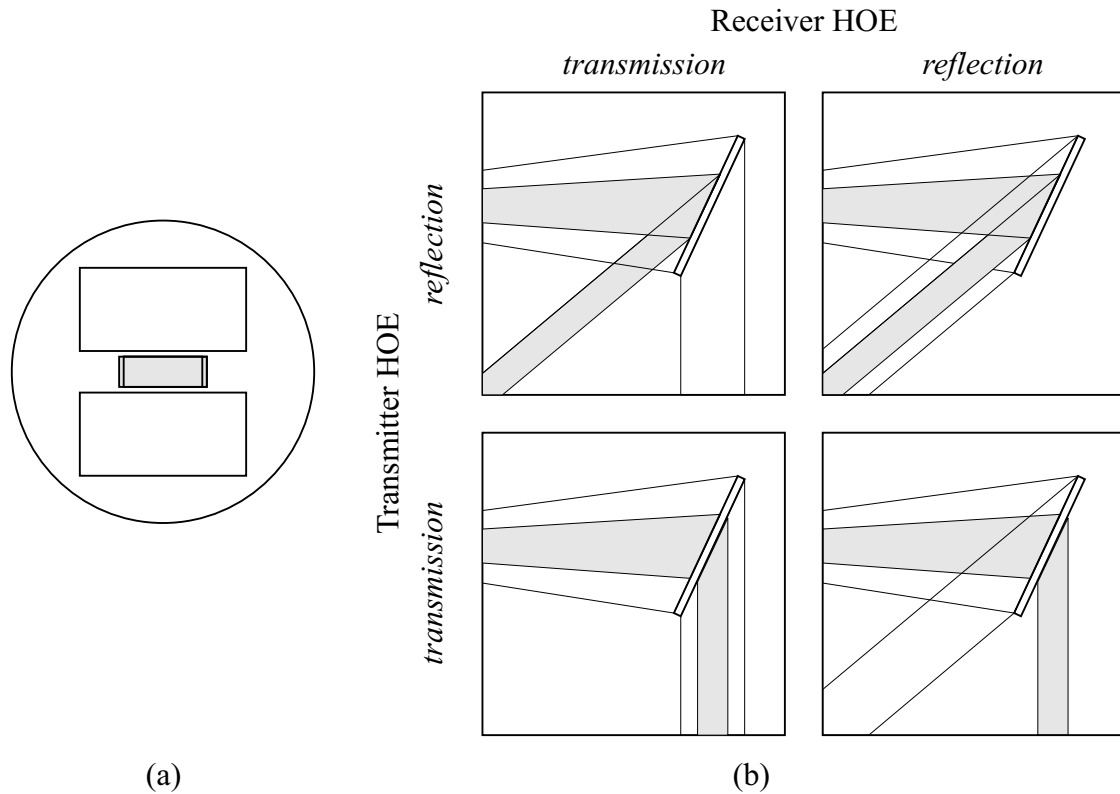 Receiver HOE
transmission
reflection
Transmitter HOE
reflection
transmission
(a)
(b)